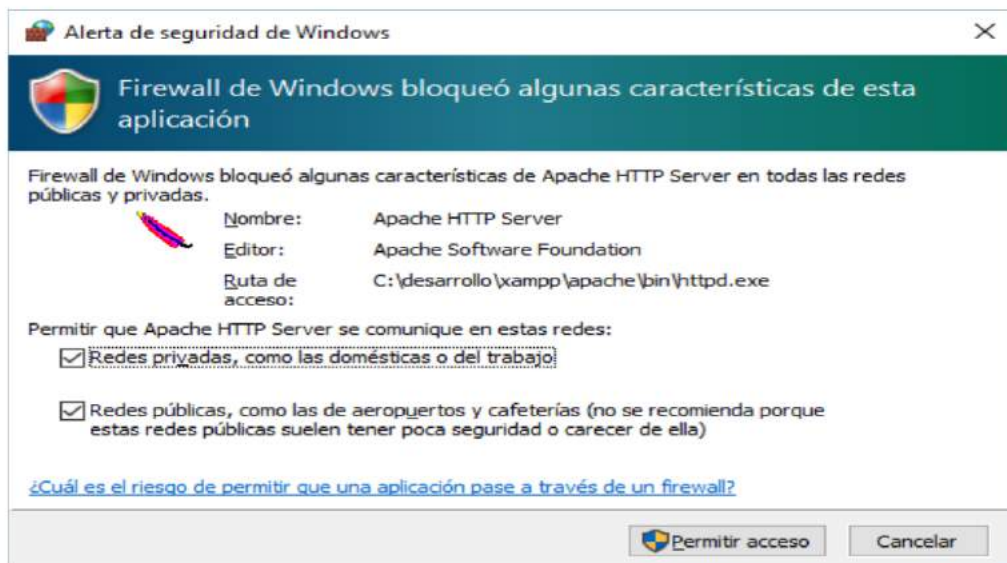 Alerta de seguridad de Windows
Firewall de Windows bloqueó algunas características de esta
aplicación
Firewall de Windows bloqueó algunas características de Apache HTTP Server en todas las redes
públicas y privadas.
Nombre: Apache HTTP Server
Editor: Apache Software Foundation
Ruta de C:\desarrollo\xampp\apache\bin\httpd.exe
acceso:
Permitir que Apache HTTP Server se comunique en estas redes:
Redes privadas, como las domésticas o del trabajo
Redes públicas, como las de aeropuertos y cafeterías (no se recomienda porque
estas redes públicas suelen tener poca seguridad o carecer de ella)
¿Cuál es el riesgo de permitir que una aplicación pase a través de un firewall?
Permitir acceso Cancelar